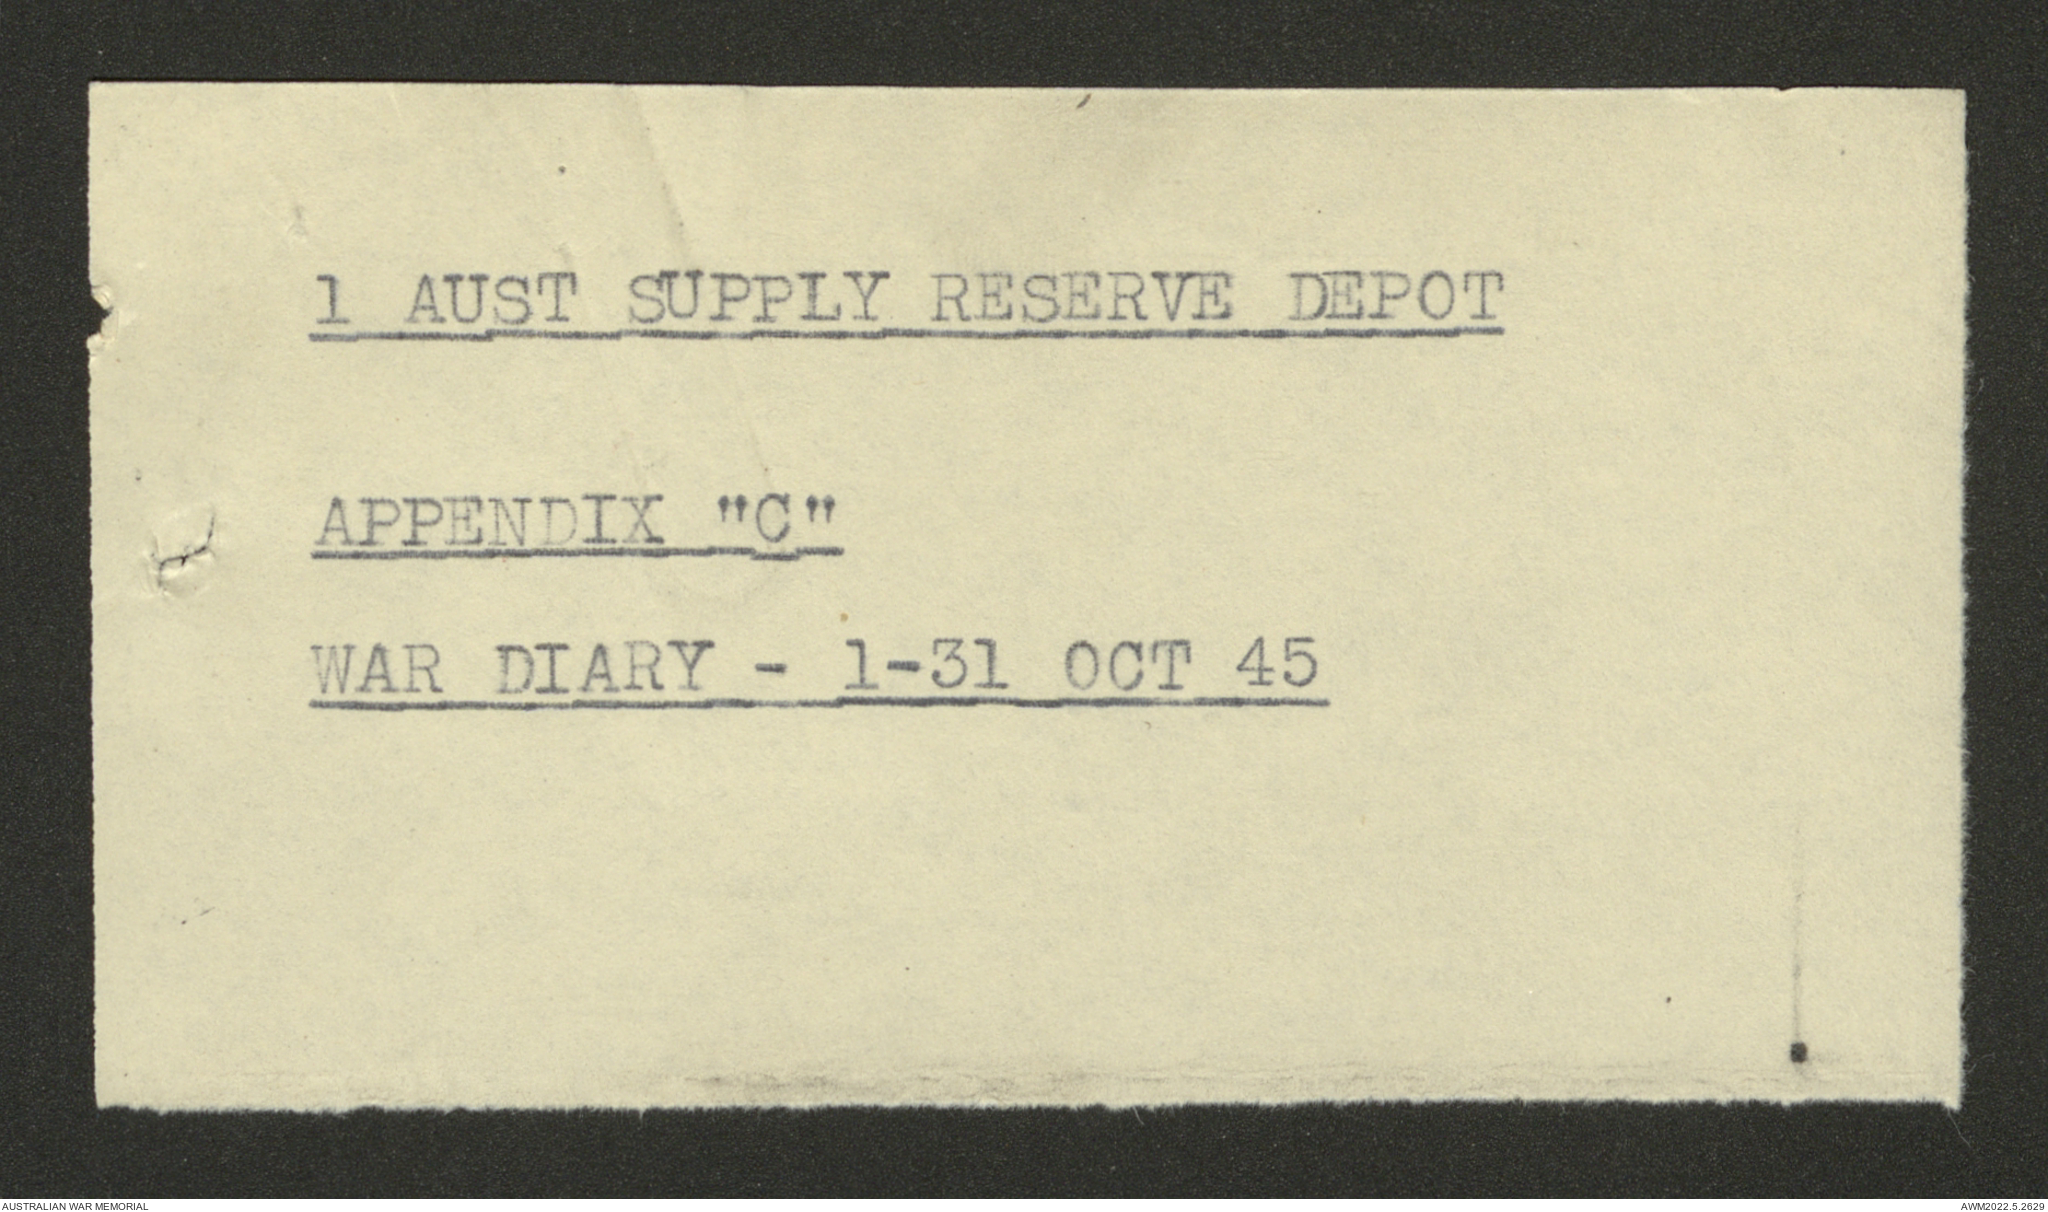 1 AUST SUPPLY RESERVE DEPOT
APPENDIX "C"
WAR DIARY - 1-31 OCT 45
AUSTRALIAN WAR MEMORIAL
AWM2022.5.2629